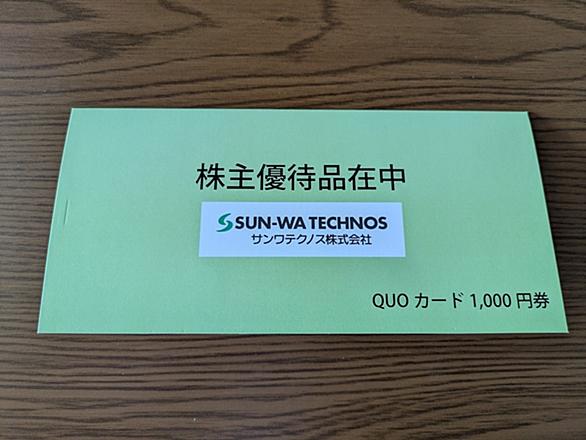 株主優待品在中
SUN-WA TECHNOS
サンワテクノス株式会社
QUO カード 1,000 円券